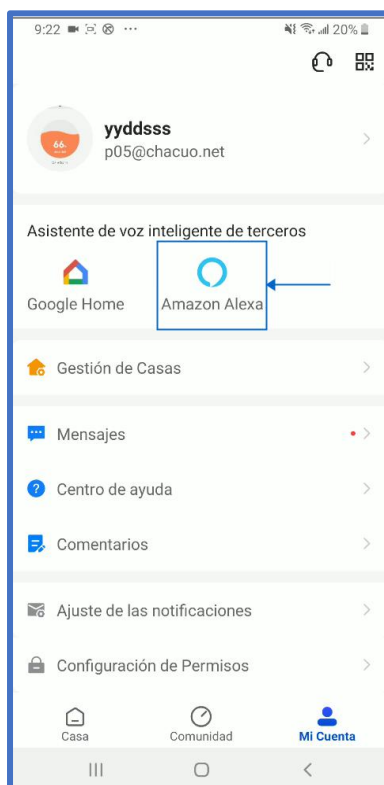 9:22 20%
yyddsss
66
p05@chacuo.net
Asistente de voz inteligente de terceros
Google Home Amazon Alexa
Gestión de Casas
Mensajes
Centro de ayuda
Comentarios
Ajuste de las notificaciones
Configuración de Permisos
Casa Comunidad Mi Cuenta